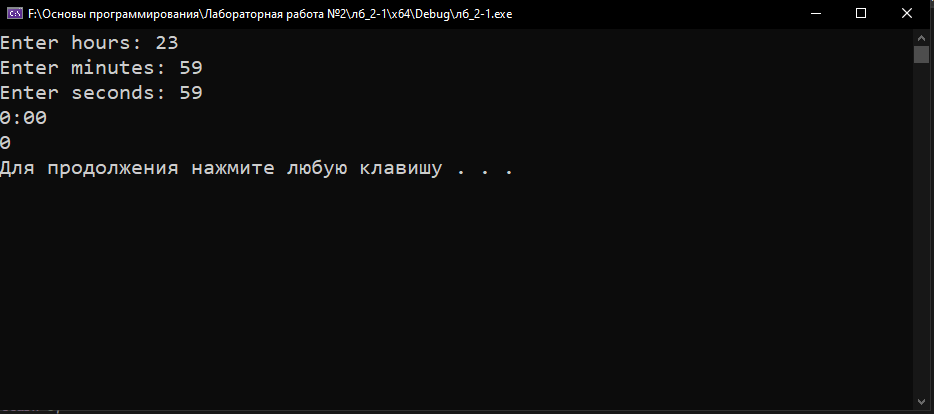 F:\Основы программирования\Лабораторная работа №2\лб_2-1\x64\Debug\лб_2-1.exe
Enter hours: 23
Enter minutes: 59
Enter seconds: 59
0:00
0
Для продолжения нажмите любую клавишу . . .